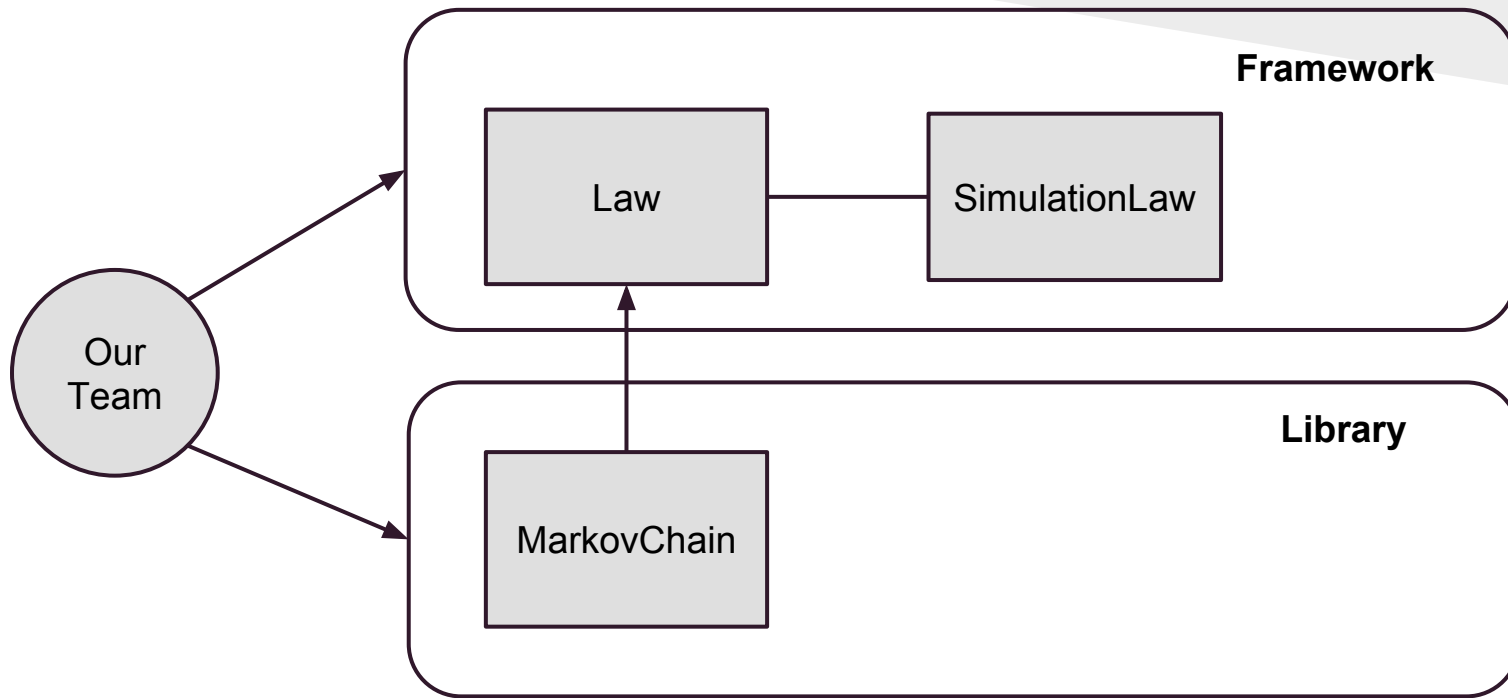 Framework
Law
SimulationLaw
Our
Team
Library
MarkovChain